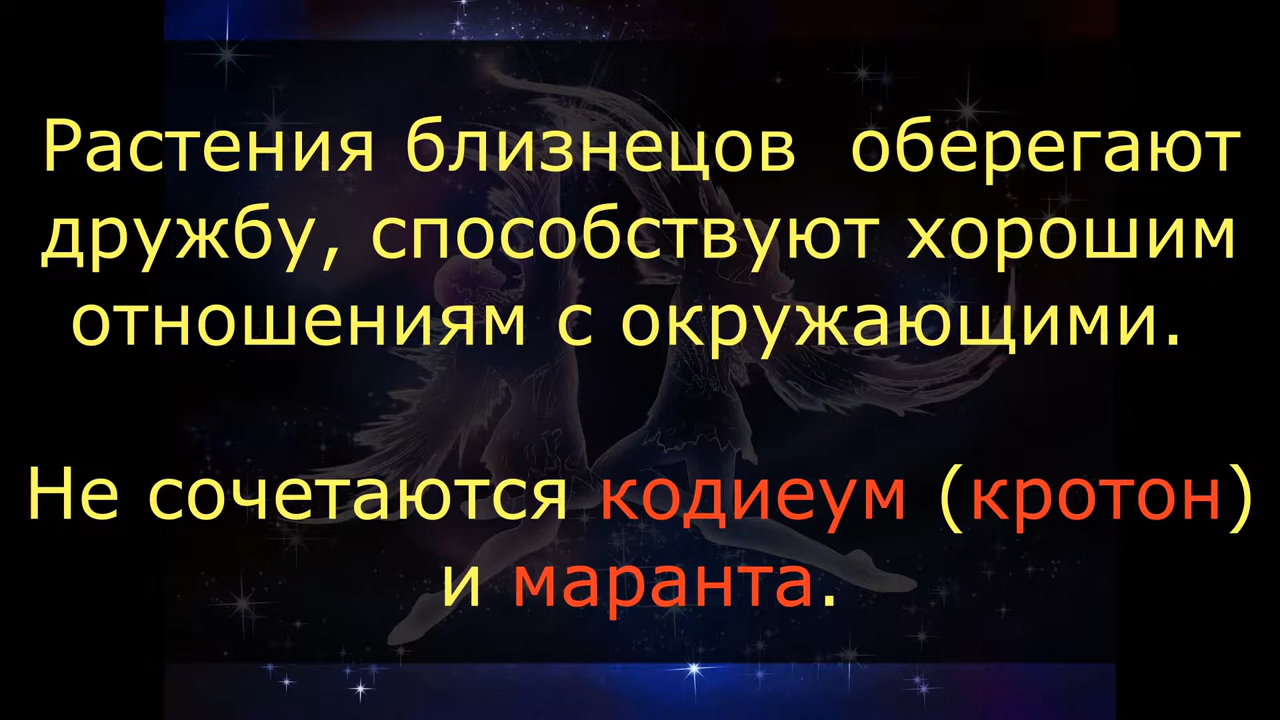 Растения близнецов оберегают
дружбу, способствуют хорошим
отношениям с окружающими.
Не сочетаются кодиеум (кротон)
и маранта.